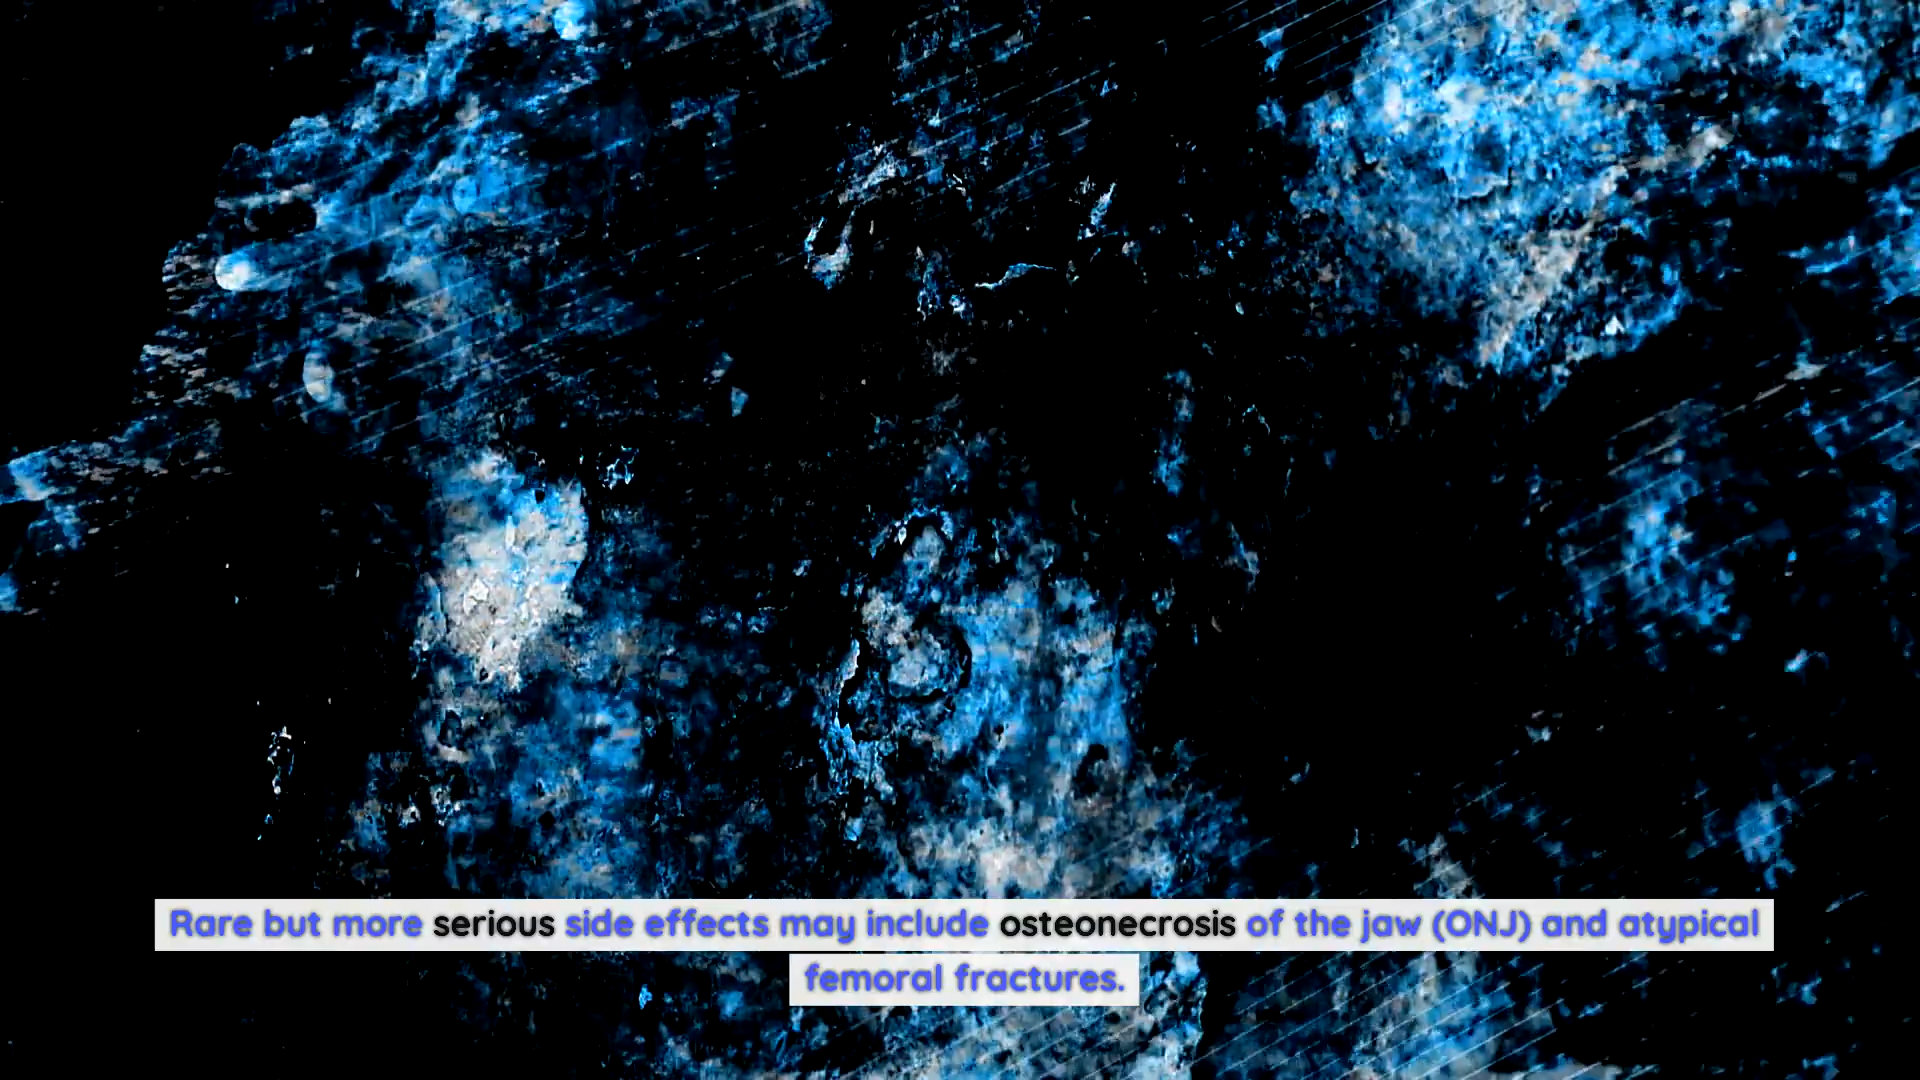 Rare but more serious side effects may include osteonecrosis of the jaw (ONJ) and atypical
femoral fractures.